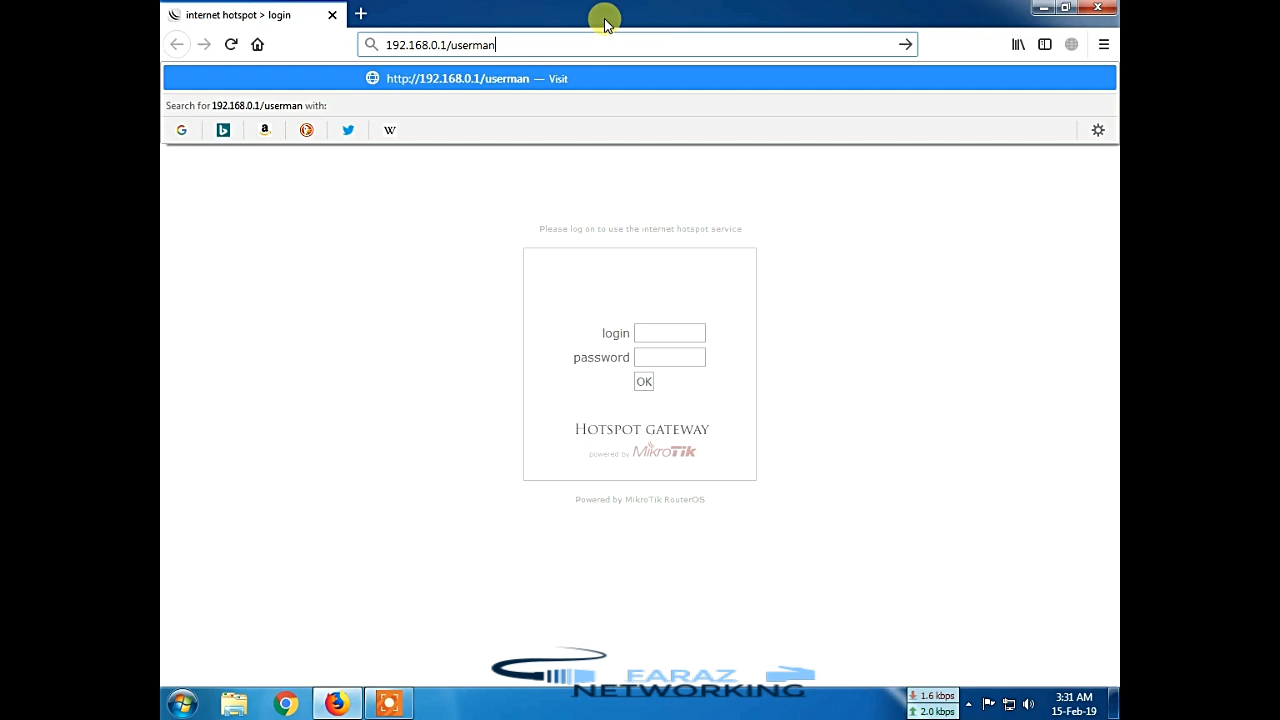 internet hotspot > login
192.168.0.1/userman
http://192.168.0.1/userman — Visit
Search for 192.168.0.1/userman with:
Please log on to use the internet hotspot service
login
password
OK
HOTSPOT GATEWAY
powered by MikroTik
Powered by MikroTik RouterOS
FARAZ
NETWORKING
1.6 kbps
2.0 kbps
3:31 AM
15-Feb-19